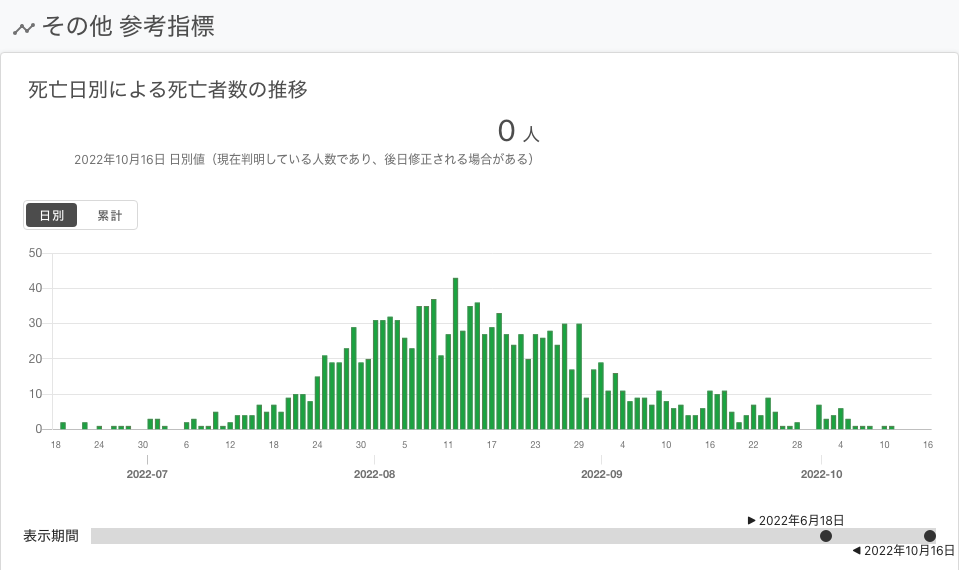 その他 参考指標
死亡日別による死亡者数の推移
0 人
2022年10月16日 日別値（現在判明している人数であり、後日修正される場合がある）
日別 累計
50
40
30
20
10
0
18 24 30 6 12 18 24 30 5 11 17 23 29 4 10 16 22 28 4 10 16
2022-07 2022-08 2022-09 2022-10
▶ 2022年6月18日
表示期間
◀ 2022年10月16日